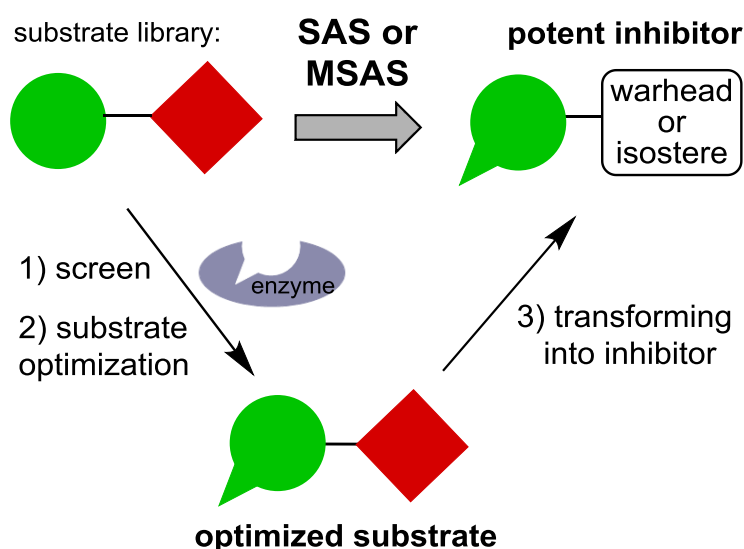 substrate library:
SAS or
MSAS
potent inhibitor
warhead
or
isostere
1) screen
enzyme
2) substrate
optimization
3) transforming
into inhibitor
optimized substrate